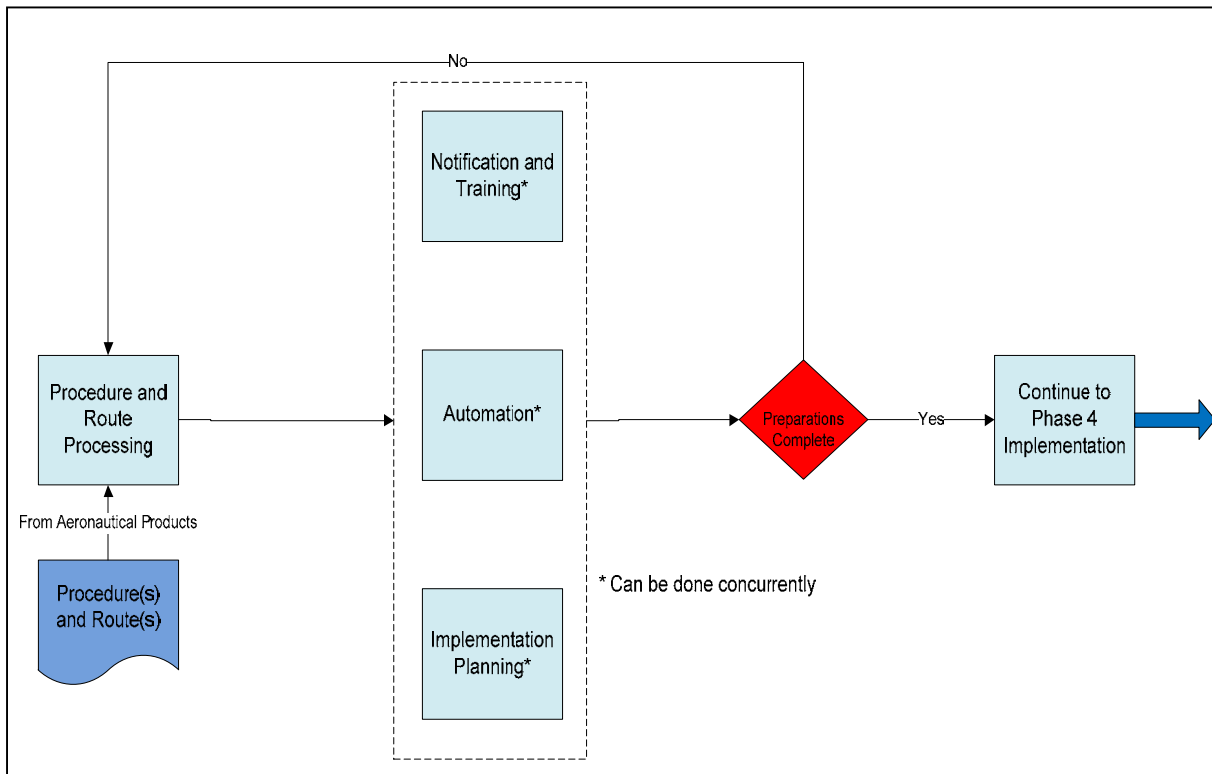 No
Notification and
Training*
Procedure and
Route
Processing
Automation*
Preparations
Complete
Yes
Continue to
Phase 4
Implementation
From Aeronautical Products
Procedure(s)
and Route(s)
* Can be done concurrently
Implementation
Planning*